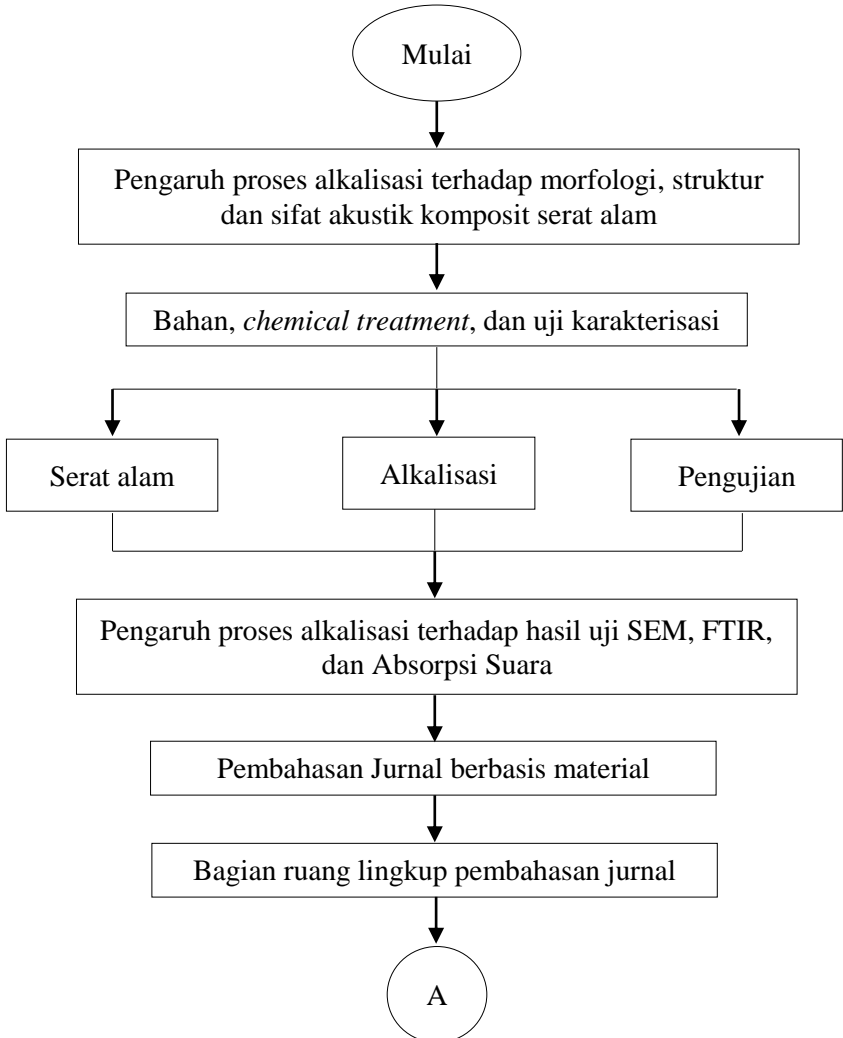 Mulai
Pengaruh proses alkalisasi terhadap morfologi, struktur
dan sifat akustik komposit serat alam
Bahan, chemical treatment, dan uji karakterisasi
Serat alam
Alkalisasi
Pengujian
Pengaruh proses alkalisasi terhadap hasil uji SEM, FTIR,
dan Absorpsi Suara
Pembahasan Jurnal berbasis material
Bagian ruang lingkup pembahasan jurnal
A